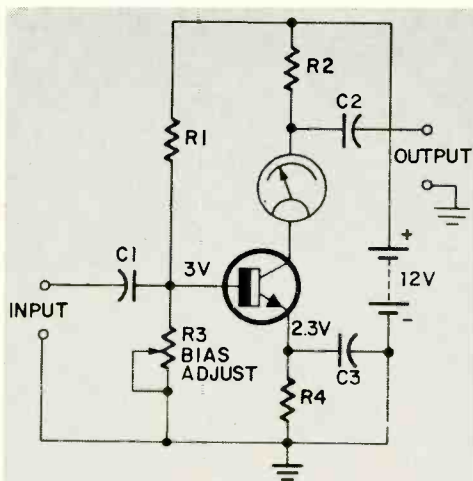 R2
C2
R1
OUTPUT
C1
3V
+
12V
-
INPUT
R3
BIAS
ADJUST
2.3V
C3
R4